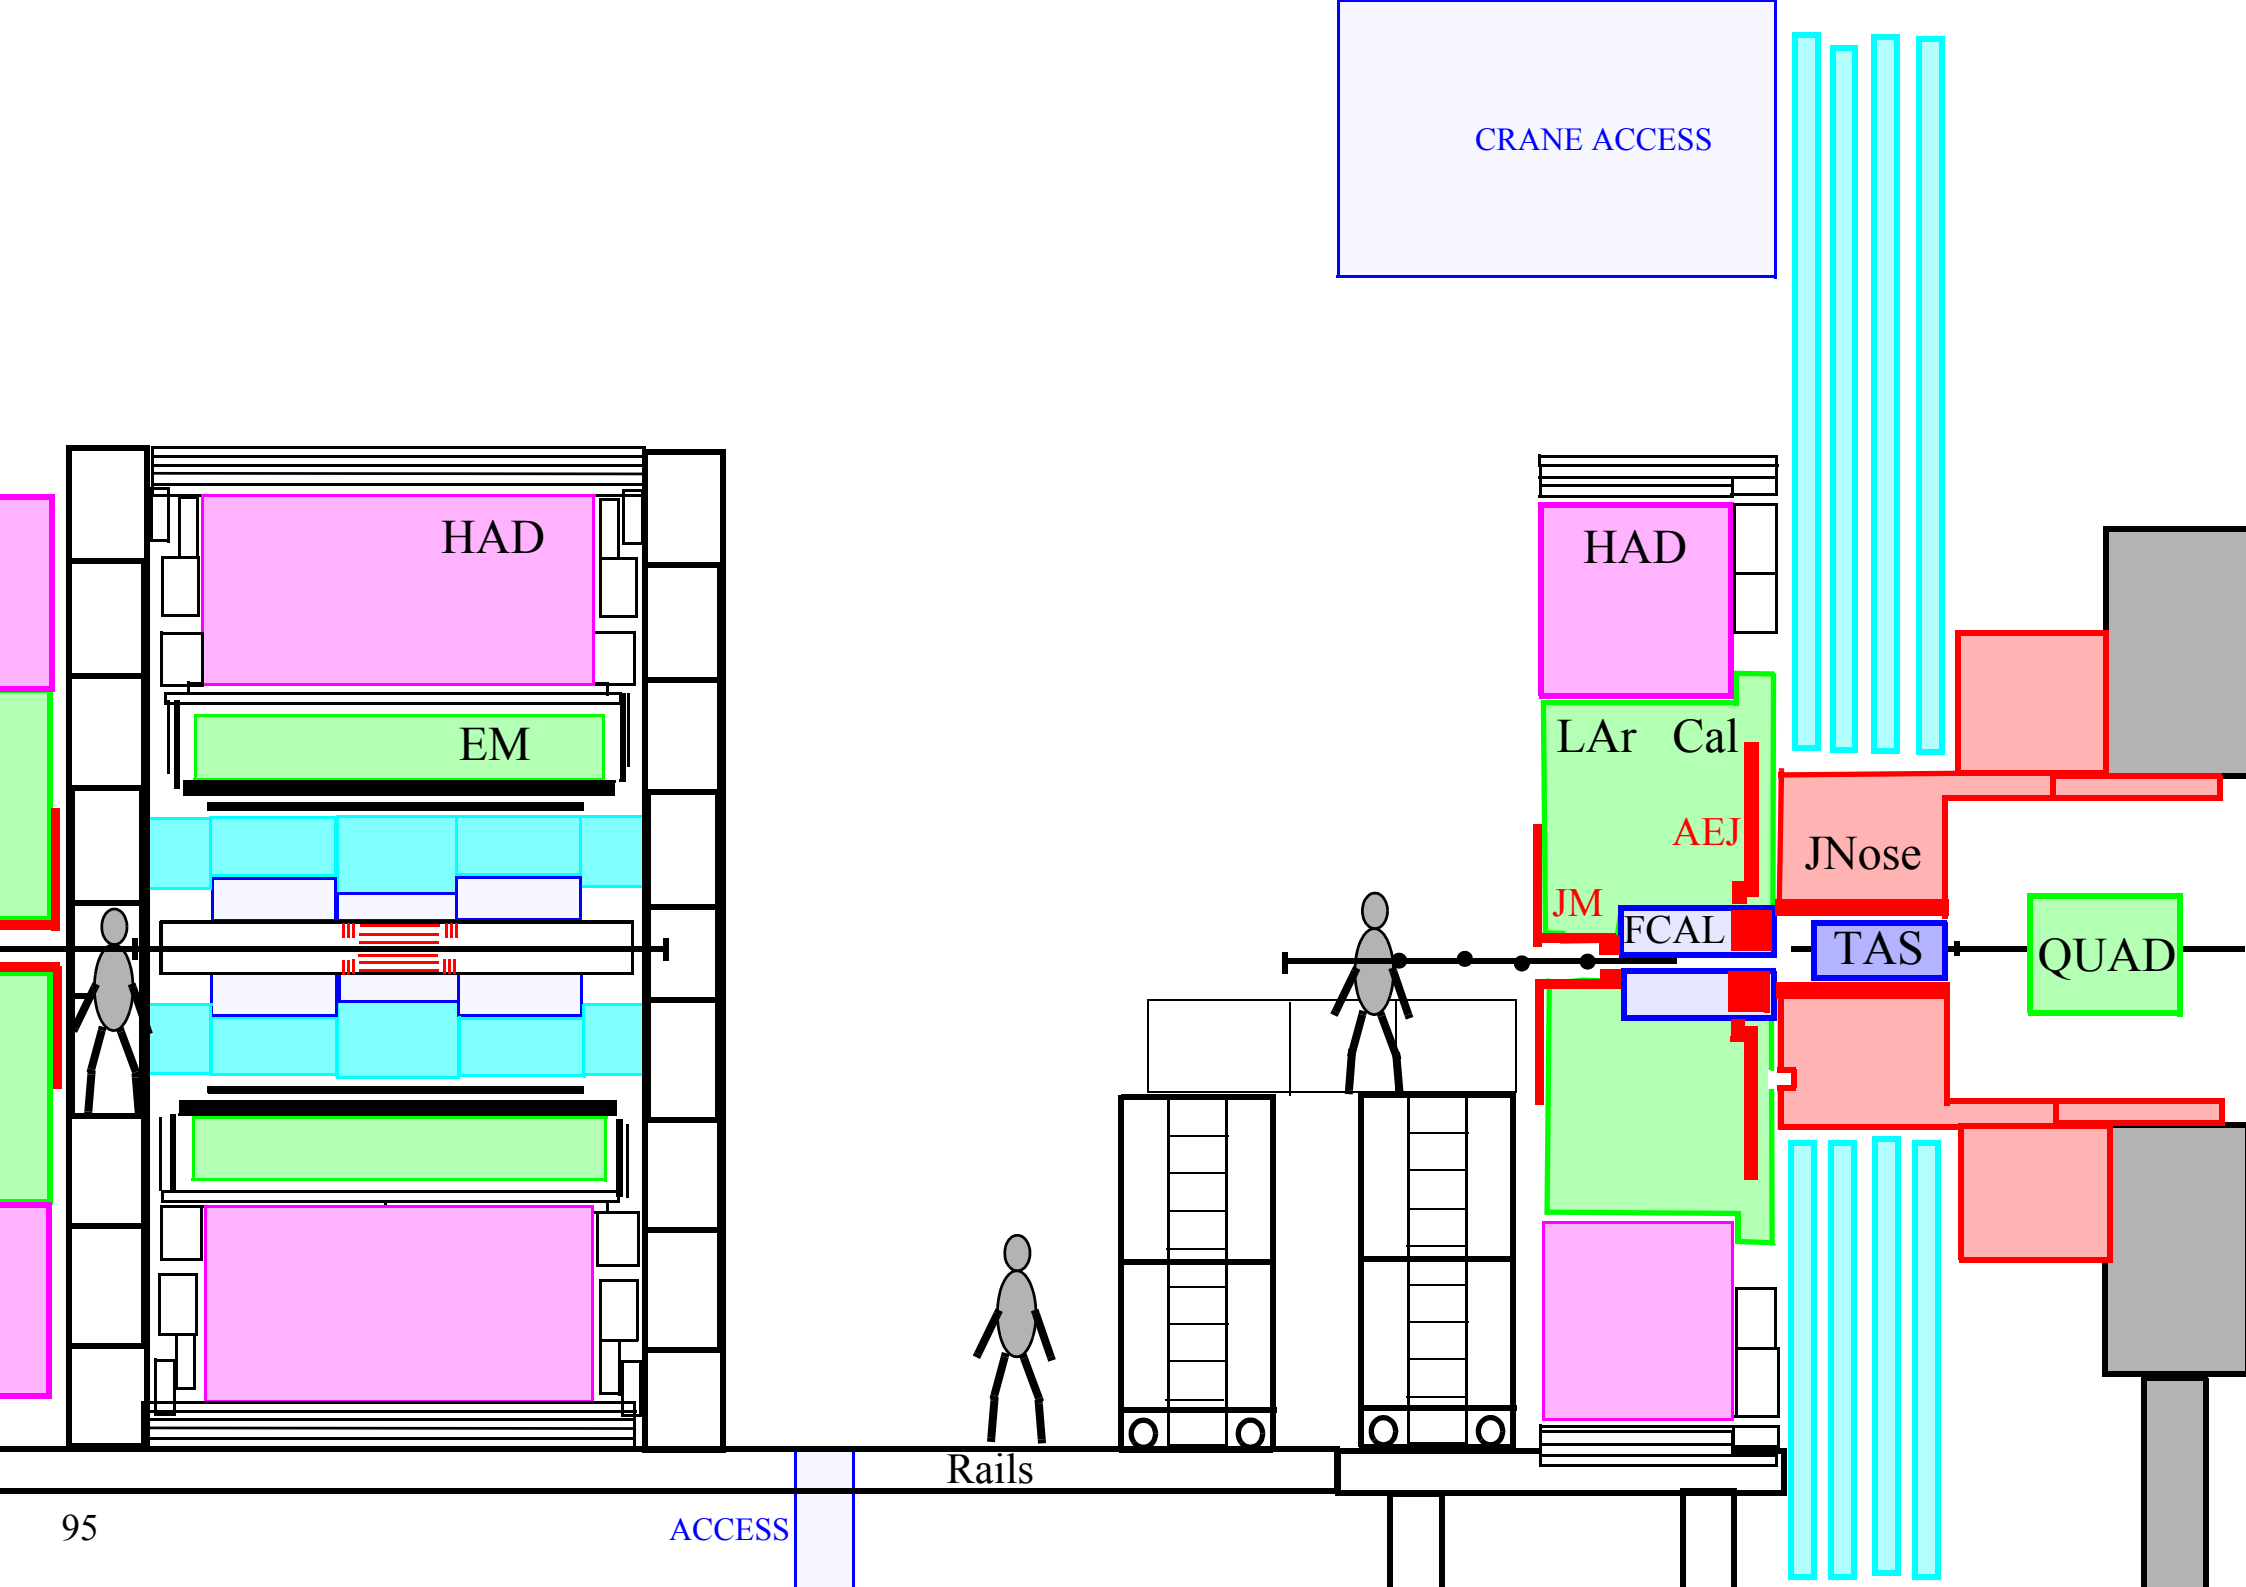 CRANE ACCESS
HAD
HAD
EM
LAr Cal
AEJ
JNose
JM
FCAL
TAS
QUAD
Rails
95
ACCESS